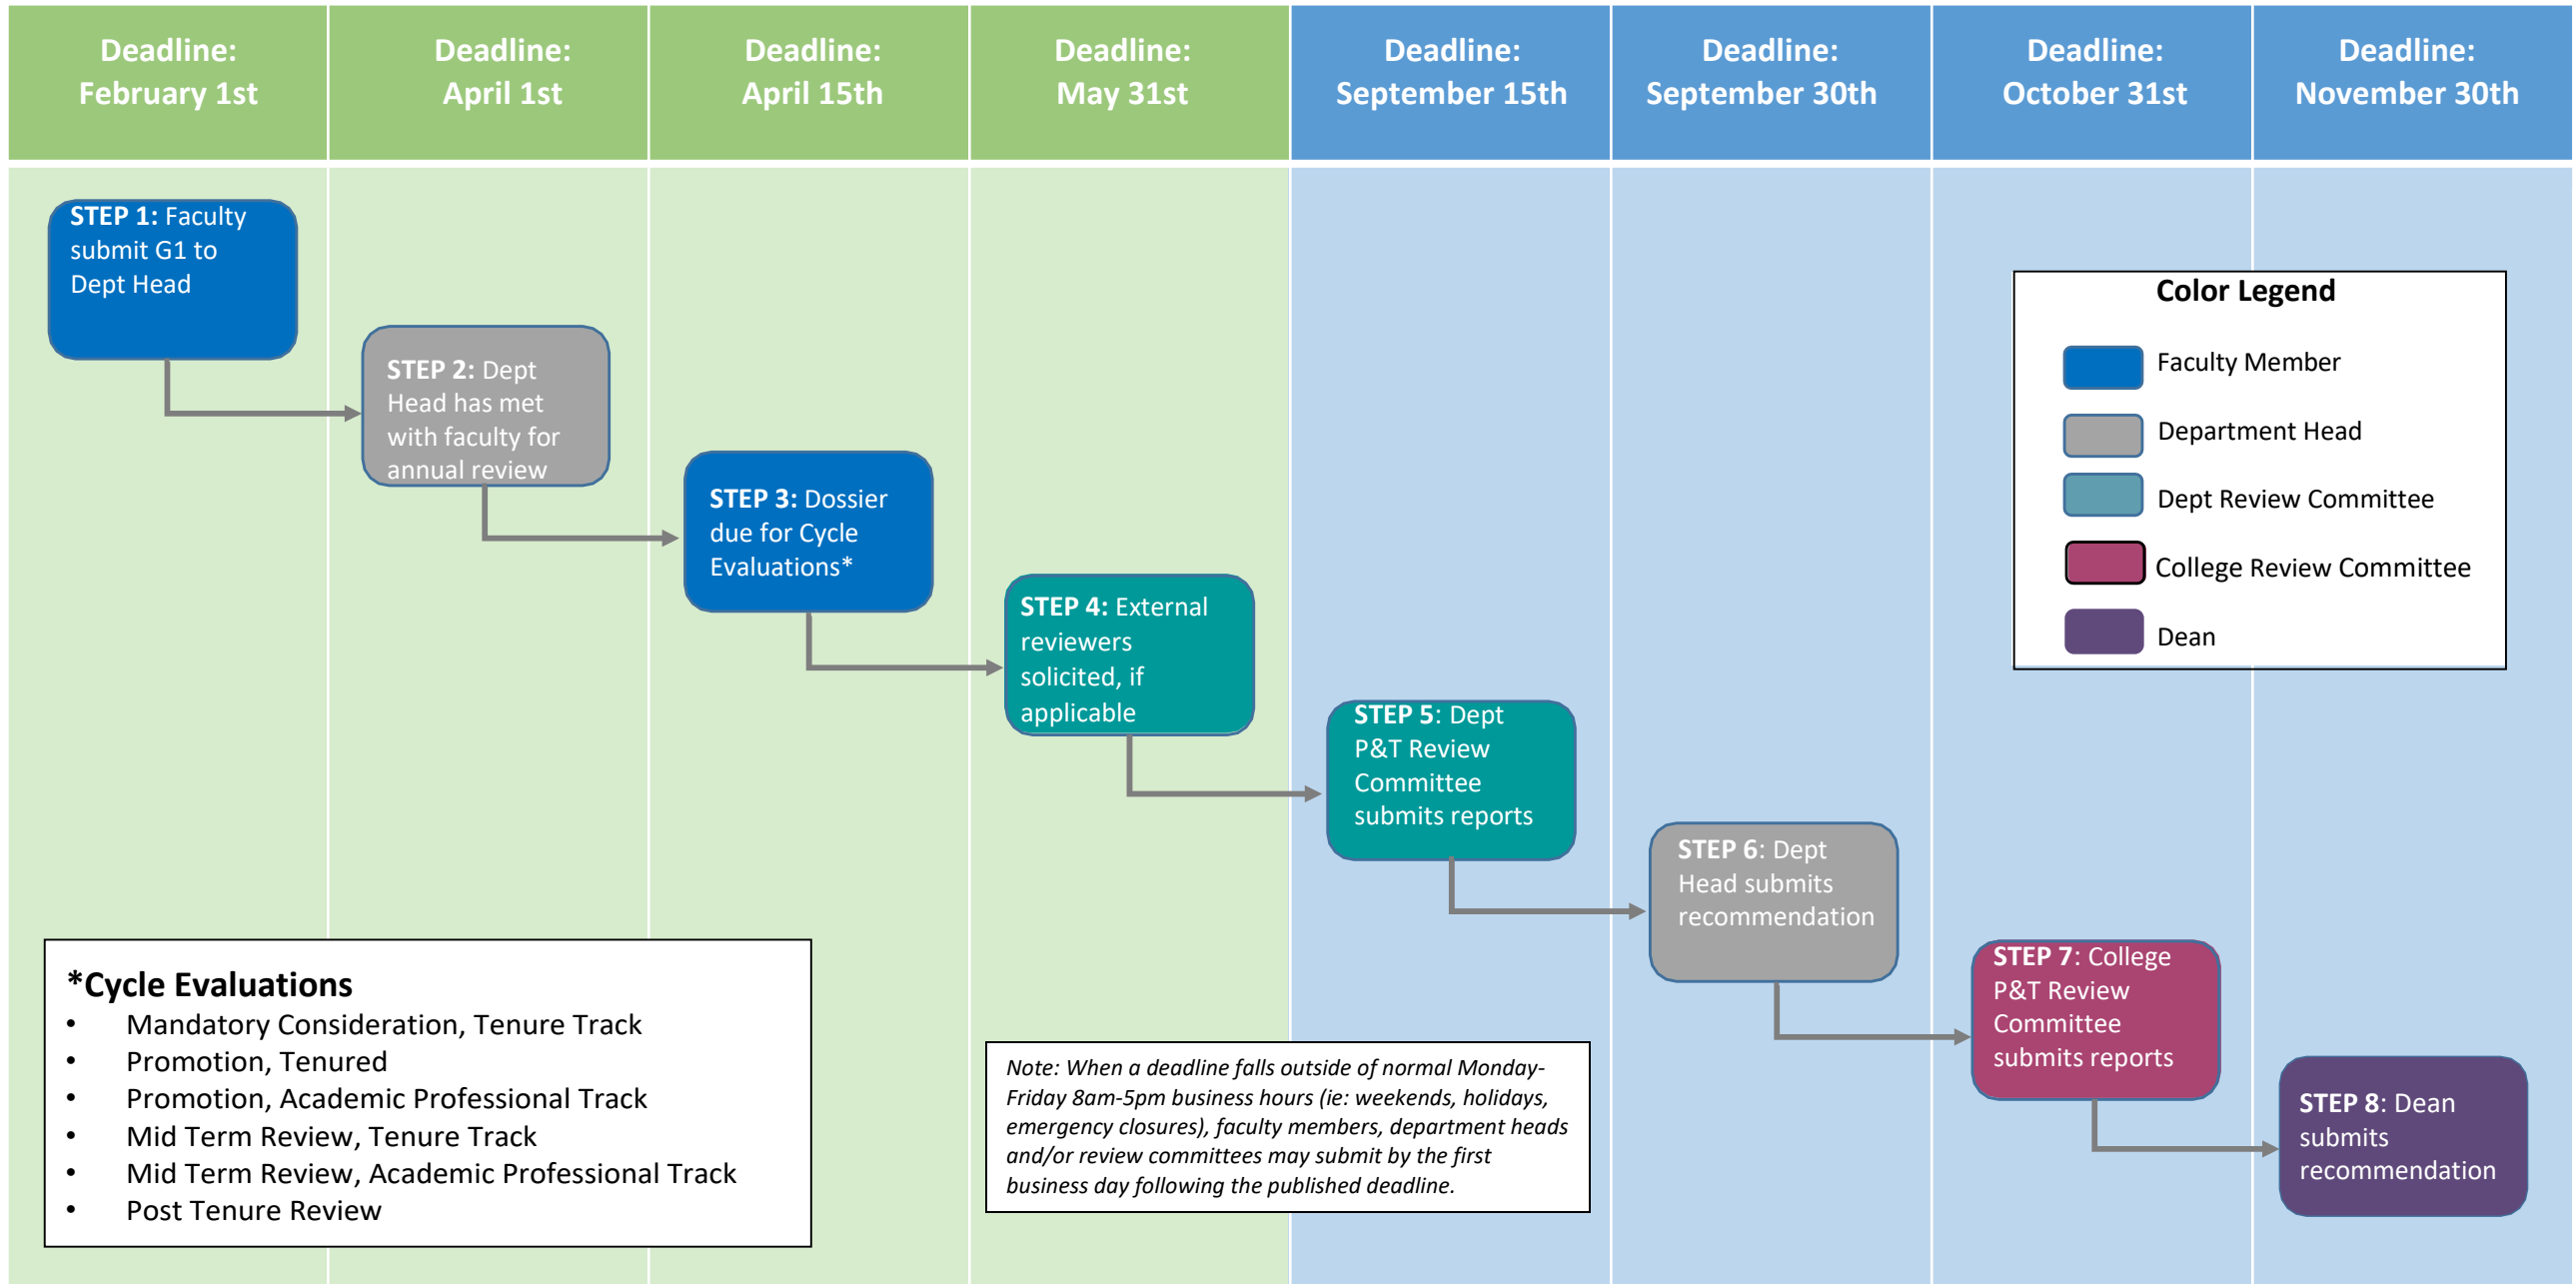 Deadline:
February 1st
Deadline:
April 1st
Deadline:
April 15th
Deadline:
May 31st
Deadline:
September 15th
Deadline:
September 30th
Deadline:
October 31st
Deadline:
November 30th
STEP 1: Faculty
submit G1 to
Dept Head
STEP 2: Dept
Head has met
with faculty for
annual review
STEP 3: Dossier
due for Cycle
Evaluations*
STEP 4: External
reviewers
solicited, if
applicable
STEP 5: Dept
P&T Review
Committee
submits reports
STEP 6: Dept
Head submits
recommendation
STEP 7: College
P&T Review
Committee
submits reports
STEP 8: Dean
submits
recommendation
Color Legend
Faculty Member
Department Head
Dept Review Committee
College Review Committee
Dean
*Cycle Evaluations
• Mandatory Consideration, Tenure Track
• Promotion, Tenured
• Promotion, Academic Professional Track
• Mid Term Review, Tenure Track
• Mid Term Review, Academic Professional Track
• Post Tenure Review
Note: When a deadline falls outside of normal Monday-
Friday 8am-5pm business hours (ie: weekends, holidays,
emergency closures), faculty members, department heads
and/or review committees may submit by the first
business day following the published deadline.